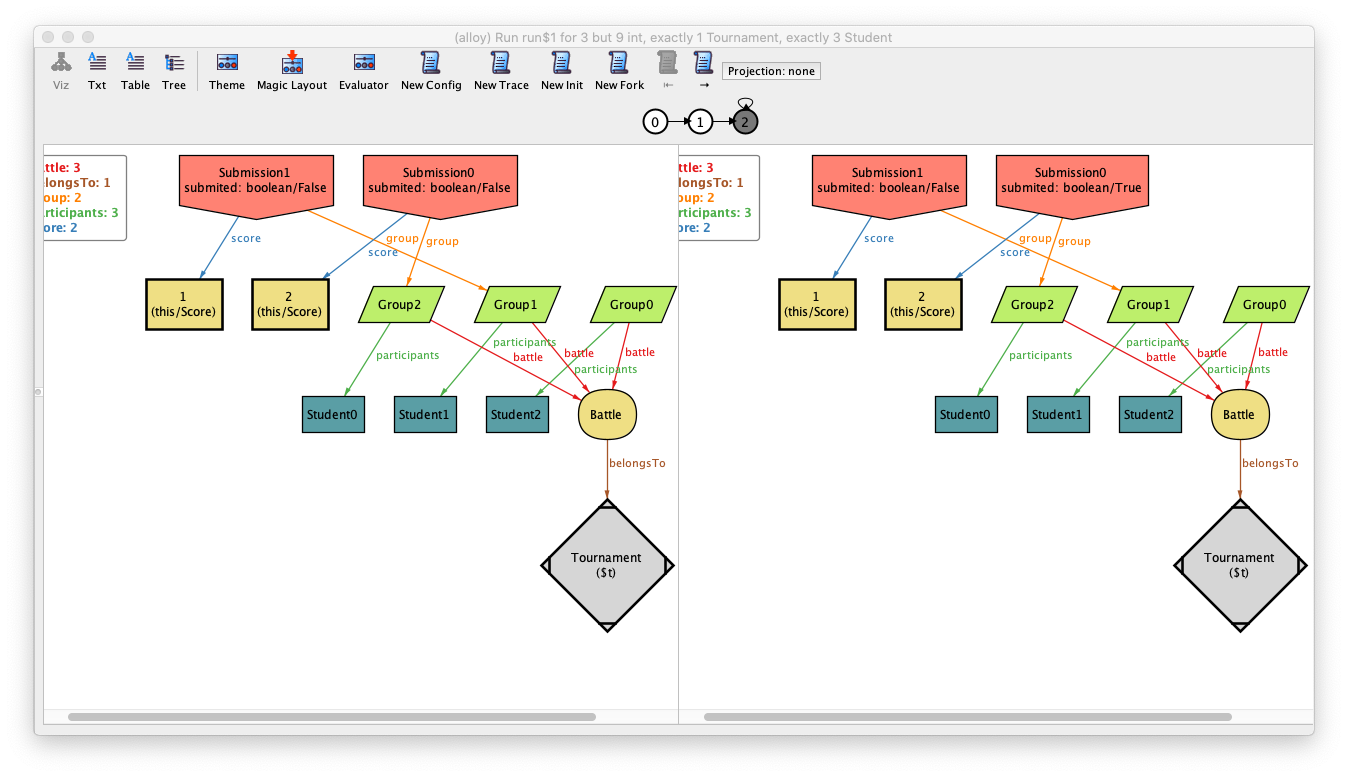 (alloy) Run run$1 for 3 but 9 int, exactly 1 Tournament, exactly 3 Student
Viz Txt Table Tree Theme Magic Layout Evaluator New Config New Trace New Init New Fork ← → Projection: none
0 1 2
ttle: 3
longsTo: 1
oup: 2
rticipants: 3
ore: 2
Submission1
submited: boolean/False
Submission0
submited: boolean/False
score
group
group
score
1
(this/Score)
2
(this/Score)
Group2
Group1
Group0
participants
participants
battle
battle
battle
participants
Student0
Student1
Student2
Battle
belongsTo
Tournament
($t)
ttle: 3
longsTo: 1
oup: 2
rticipants: 3
ore: 2
Submission1
submited: boolean/False
Submission0
submited: boolean/True
score
group
group
score
1
(this/Score)
2
(this/Score)
Group2
Group1
Group0
participants
participants
battle
battle
battle
participants
Student0
Student1
Student2
Battle
belongsTo
Tournament
($t)